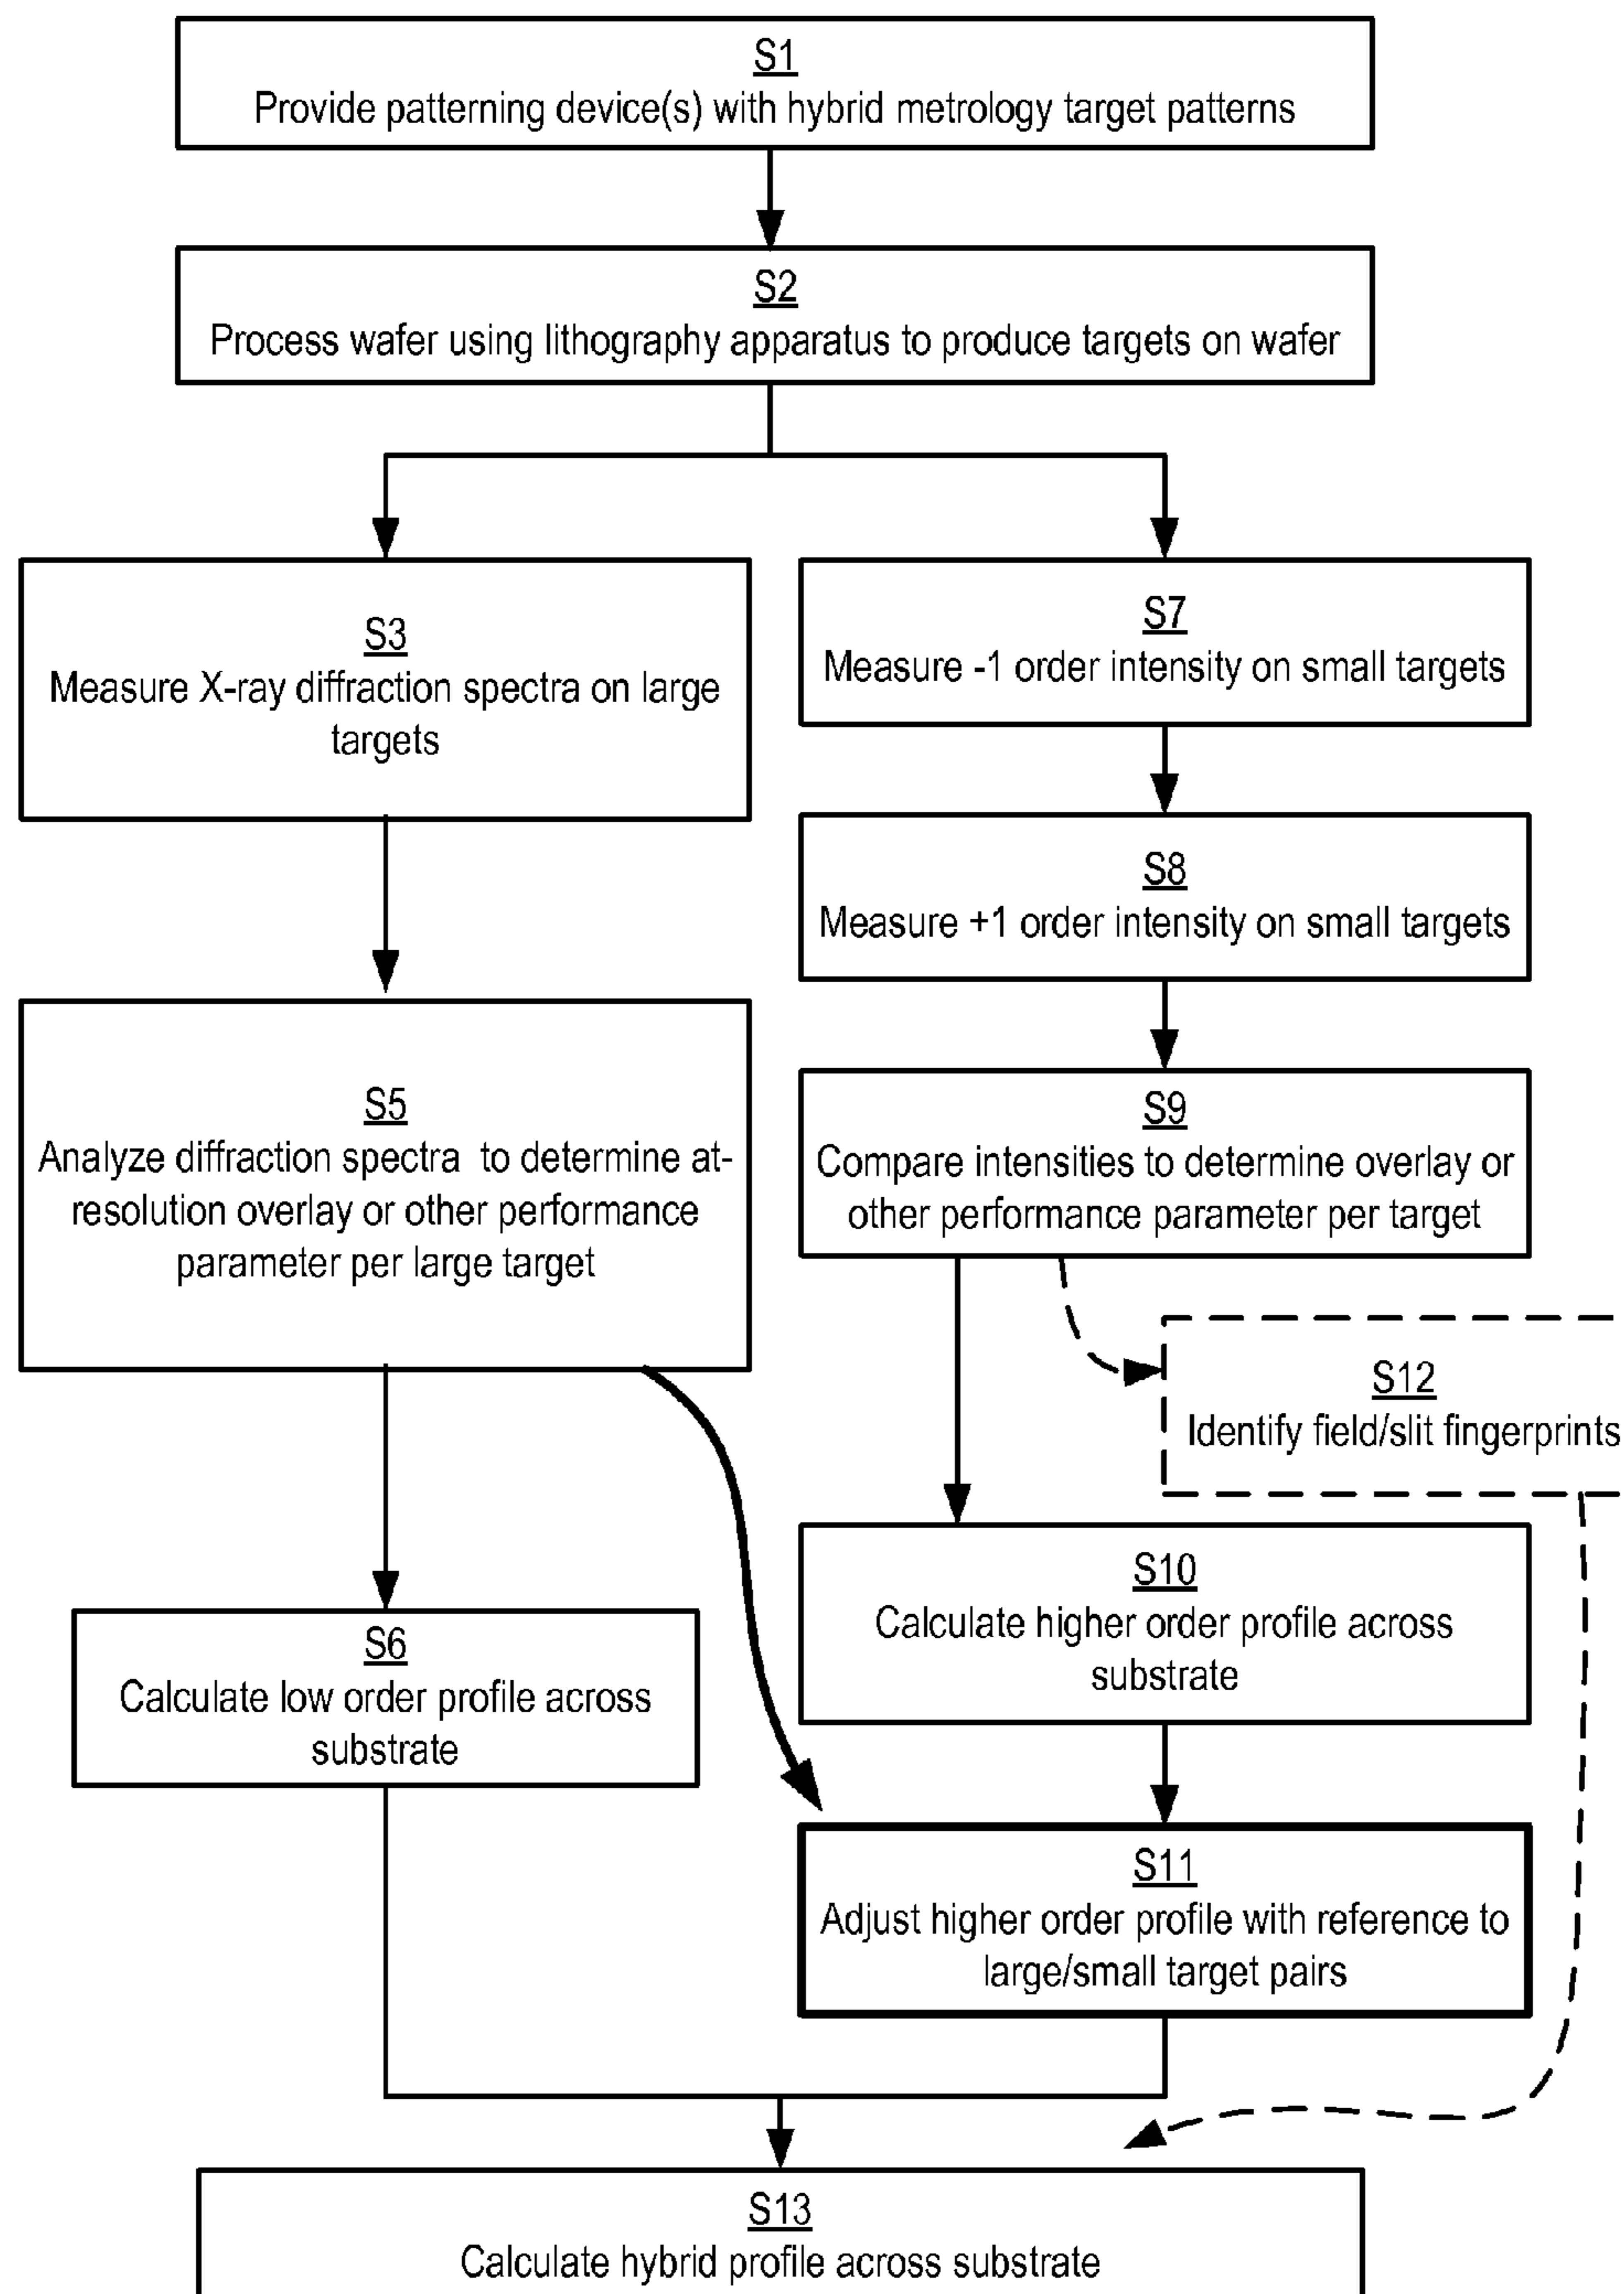 S1
Provide patterning device(s) with hybrid metrology target patterns
S2
Process wafer using lithography apparatus to produce targets on wafer
S3
Measure X-ray diffraction spectra on large
targets
S7
Measure -1 order intensity on small targets
S8
Measure +1 order intensity on small targets
S5
Analyze diffraction spectra to determine at-
resolution overlay or other performance
parameter per large target
S9
Compare intensities to determine overlay or
other performance parameter per target
S12
Identify field/slit fingerprints
S10
Calculate higher order profile across
substrate
S6
Calculate low order profile across
substrate
S11
Adjust higher order profile with reference to
large/small target pairs
S13
Calculate hybrid profile across substrate